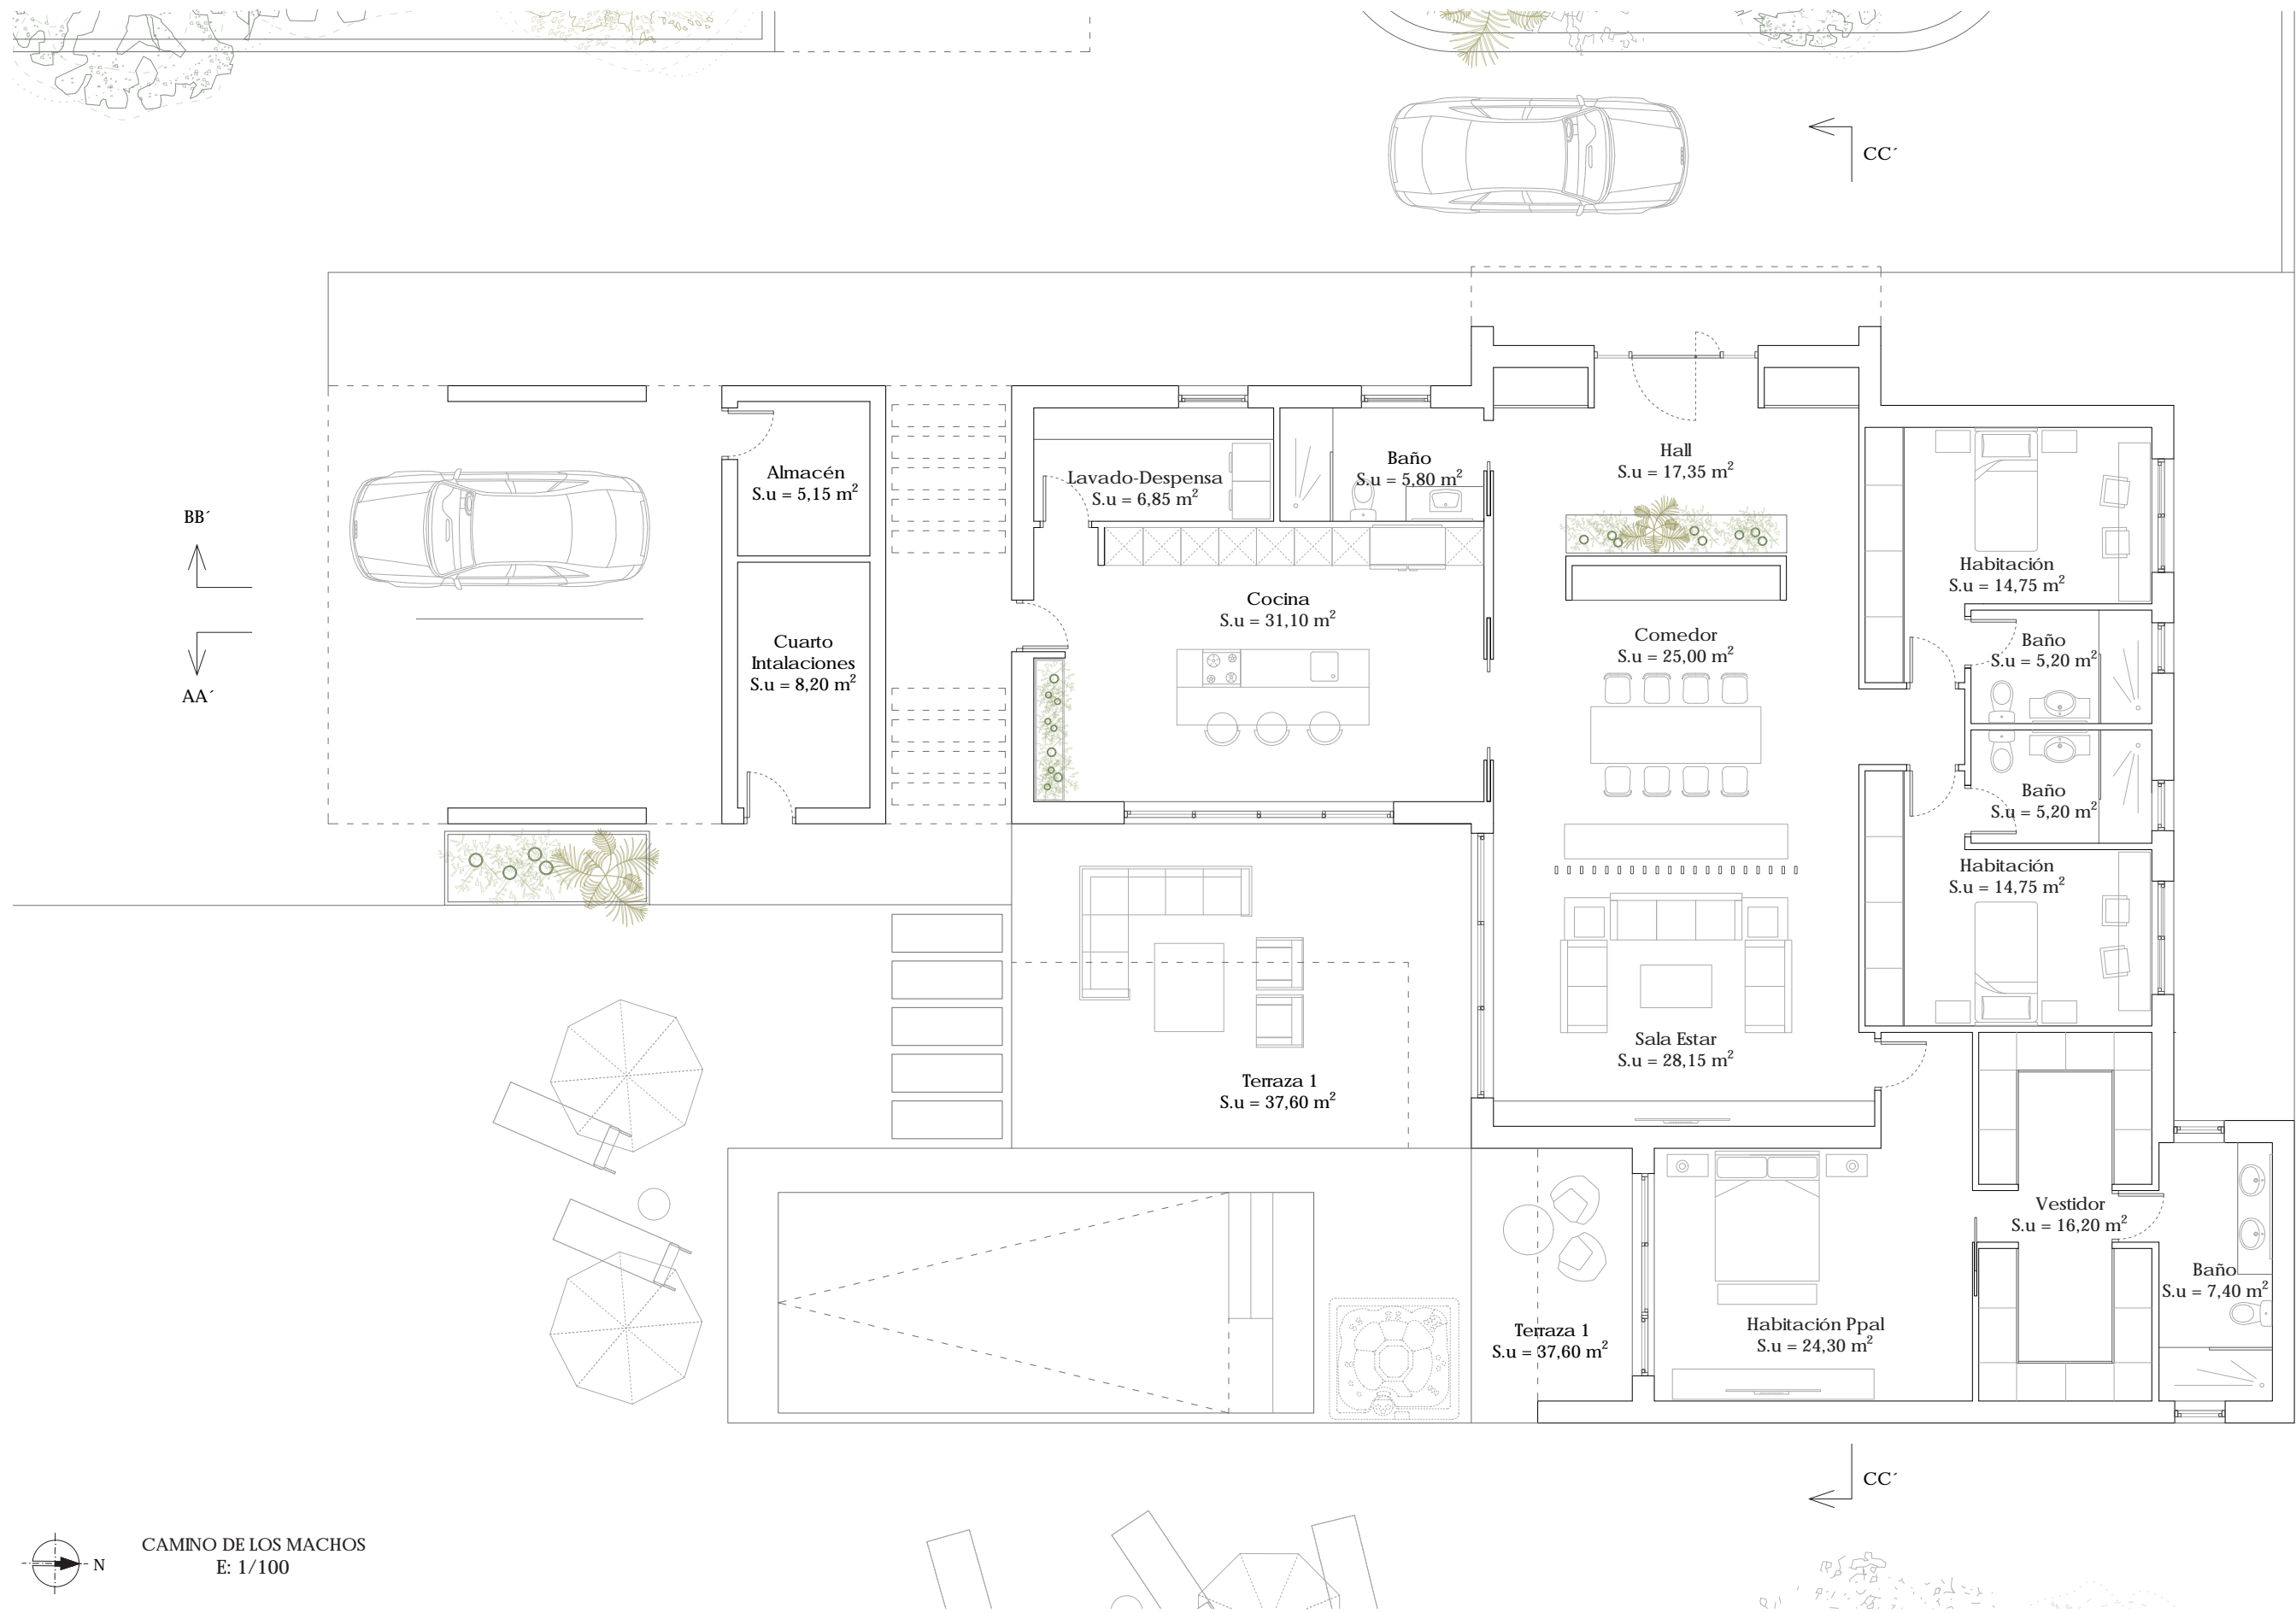 CC´
Hall
S.u = 17,35 m²
Baño
S.u = 5,80 m²
Almacén
S.u = 5,15 m²
Lavado-Despensa
S.u = 6,85 m²
BB´
Habitación
S.u = 14,75 m²
Cocina
S.u = 31,10 m²
Comedor
S.u = 25,00 m²
Cuarto
Intalaciones
S.u = 8,20 m²
Baño
S.u = 5,20 m²
AA´
Baño
S.u = 5,20 m²
Habitación
S.u = 14,75 m²
Sala Estar
S.u = 28,15 m²
Terraza 1
S.u = 37,60 m²
Vestidor
S.u = 16,20 m²
Baño
S.u = 7,40 m²
Terraza 1
S.u = 37,60 m²
Habitación Ppal
S.u = 24,30 m²
CC´
N
CAMINO DE LOS MACHOS
E: 1/100